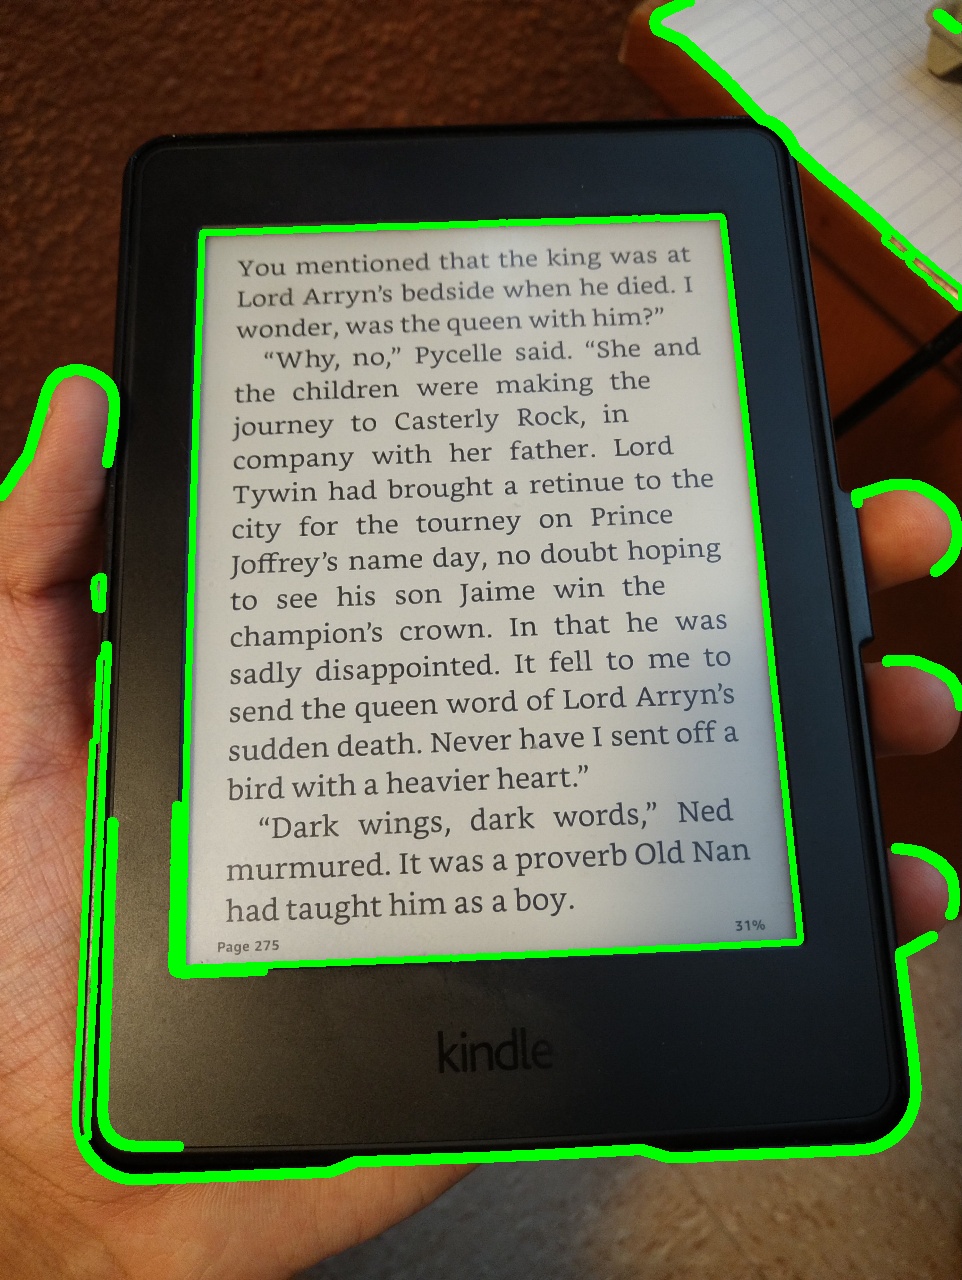 You mentioned that the king was at
Lord Arryn’s bedside when he died. I
wonder, was the queen with him?”
“Why, no,” Pycelle said. “She and
the children were making the
journey to Casterly Rock, in
company with her father. Lord
Tywin had brought a retinue to the
city for the tourney on Prince
Joffrey’s name day, no doubt hoping
to see his son Jaime win the
champion’s crown. In that he was
sadly disappointed. It fell to me to
send the queen word of Lord Arryn’s
sudden death. Never have I sent off a
bird with a heavier heart.”
“Dark wings, dark words,” Ned
murmured. It was a proverb Old Nan
had taught him as a boy.
Page 275 31%
kindle